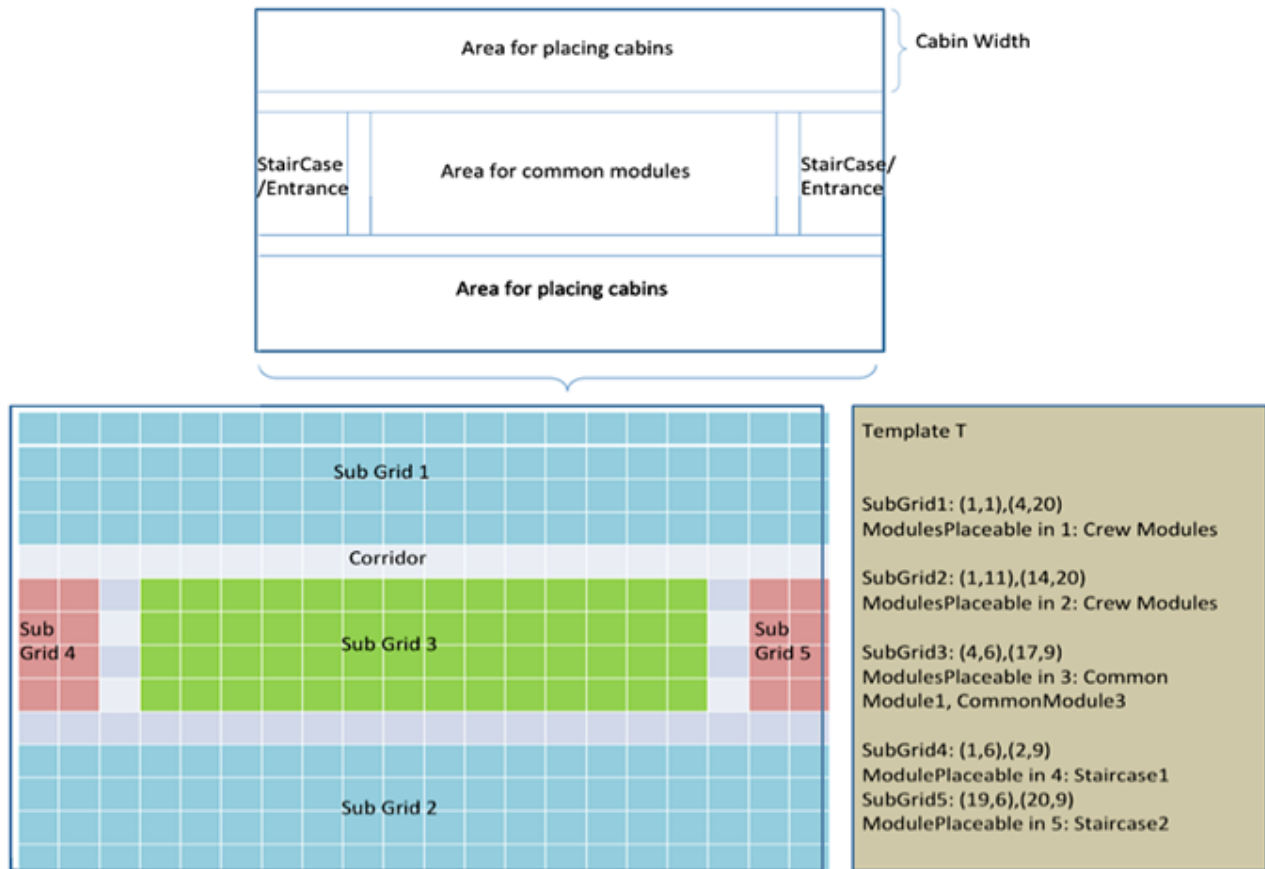 Area for placing cabins
Cabin Width
StairCase
/Entrance
Area for common modules
StairCase/
Entrance
Area for placing cabins
Sub Grid 1
Corridor
Sub
Grid 4
Sub Grid 3
Sub
Grid 5
Sub Grid 2
Template T
SubGrid1: (1,1),(4,20)
ModulesPlaceable in 1: Crew Modules
SubGrid2: (1,11),(14,20)
ModulesPlaceable in 2: Crew Modules
SubGrid3: (4,6),(17,9)
ModulesPlaceable in 3: Common
Module1, CommonModule3
SubGrid4: (1,6),(2,9)
ModulePlaceable in 4: Staircase1
SubGrid5: (19,6),(20,9)
ModulePlaceable in 5: Staircase2